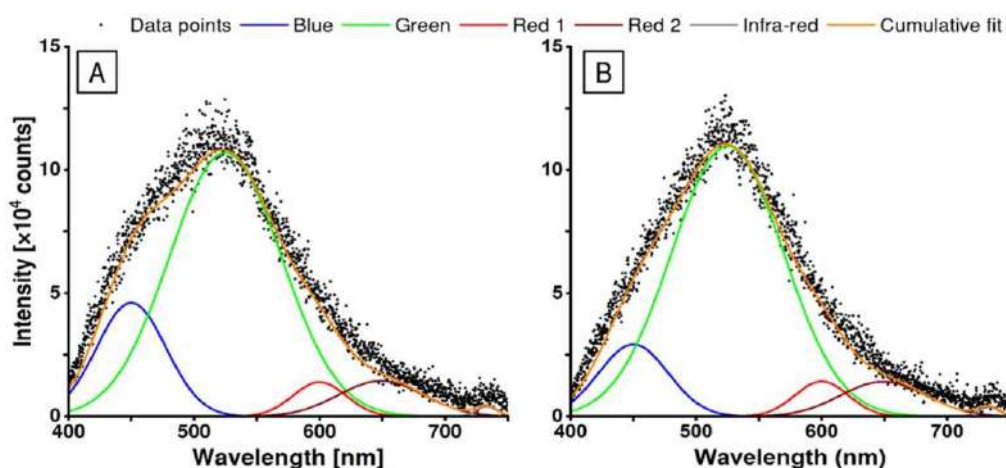 Data points Blue Green Red 1 Red 2 Infra-red Cumulative fit
15 15
A B
10 10
5 5
0 0
400 500 600 700 400 500 600 700
Intensity [×10⁴ counts]
Wavelength [nm] Wavelength (nm)